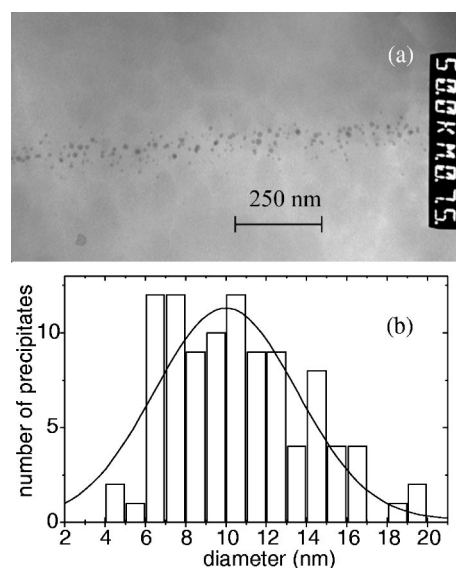 (a)
250 nm
50.0K M.0.75
number of precipitates
10
5
0
(b)
2 4 6 8 10 12 14 16 18 20
diameter (nm)